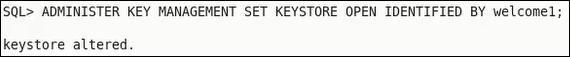 SQL> ADMINISTER KEY MANAGEMENT SET KEYSTORE OPEN IDENTIFIED BY welcome1;
keystore altered.